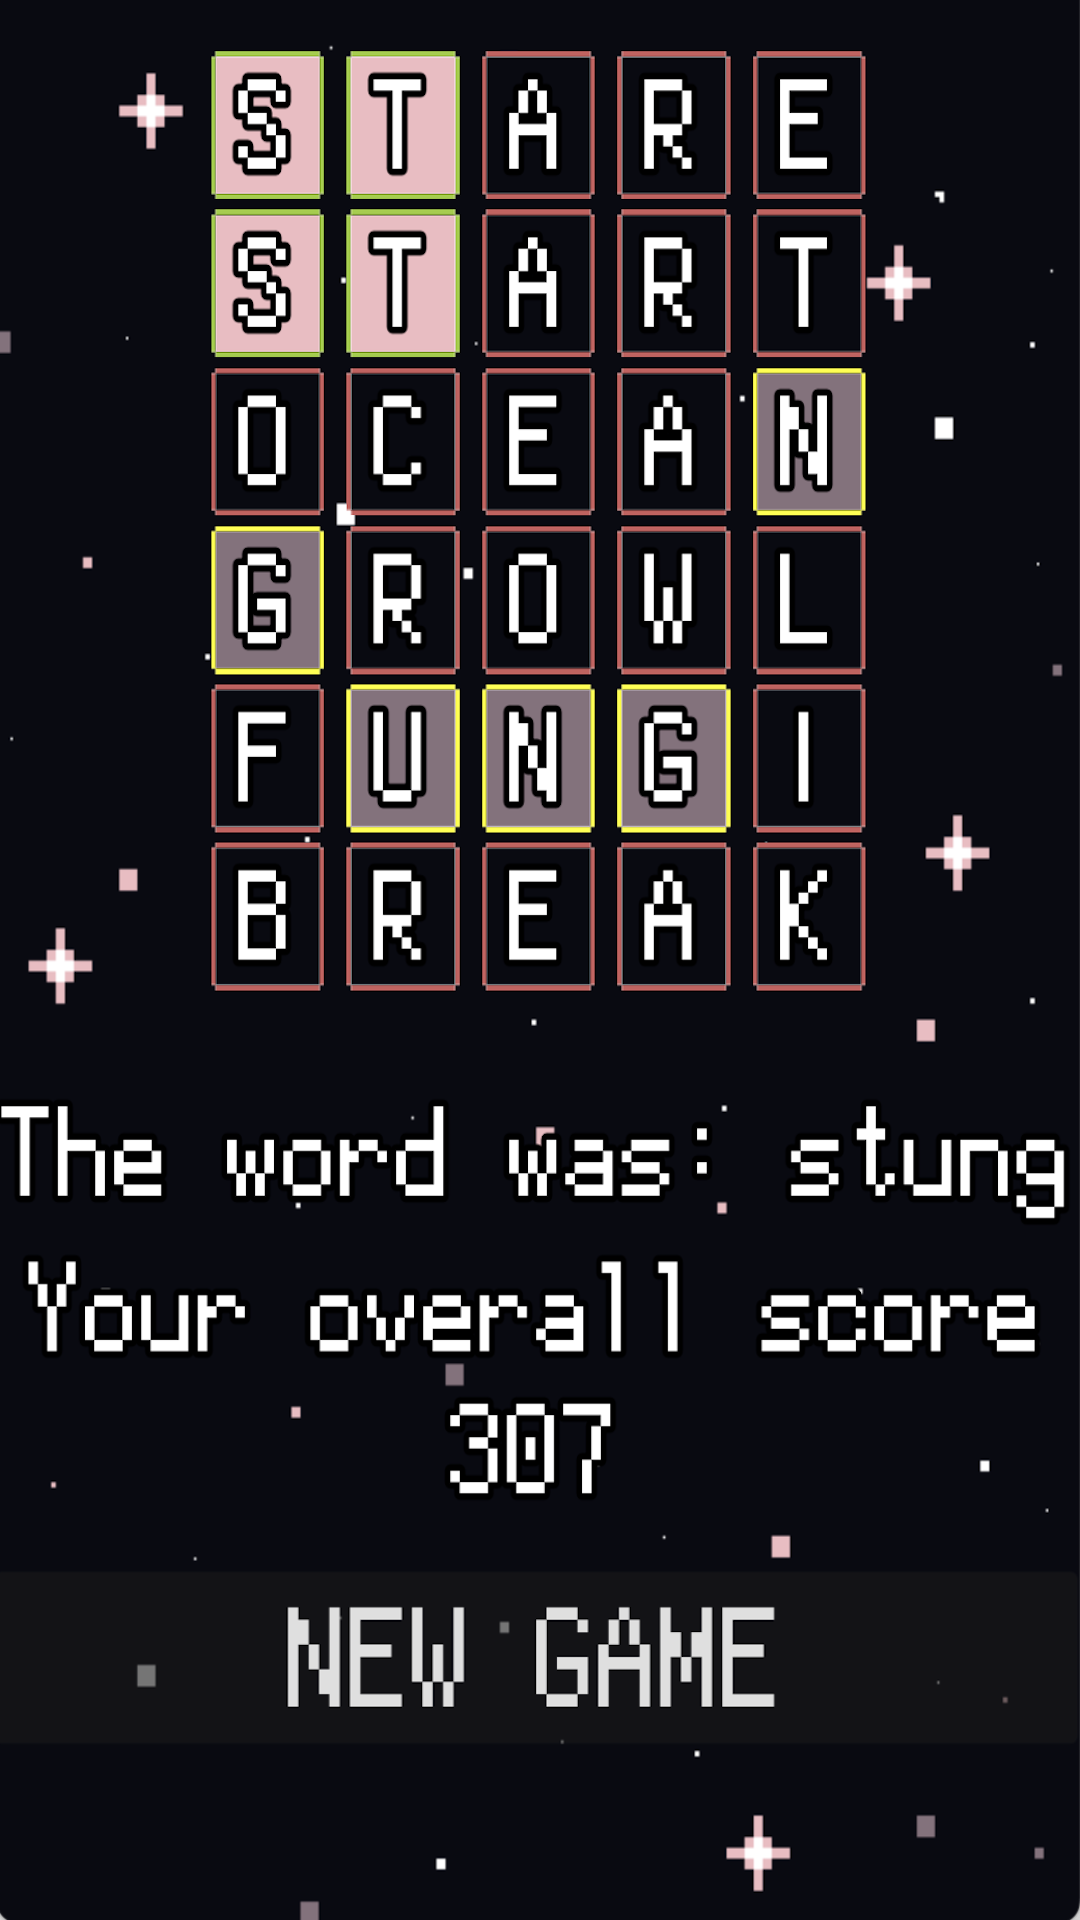 STARE
START
OCEAN
GROWL
FUNGI
BREAK
The word was: stung
Your overall score
307
NEW GAME